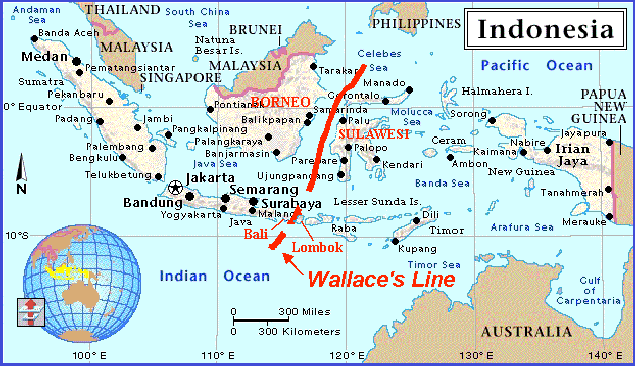 Andaman
Sea
THAILAND
South China
Sea
PHILIPPINES
Indonesia
Banda Aceh
BRUNEI
Natuna
Besar Is.
MALAYSIA
Celebes
Sea
Medan
Pematangsiantar
MALAYSIA
Tarakan
Manado
Pacific Ocean
SINGAPORE
Sumatra
Pekanbaru
Gorontalo
Halmahera I.
PAPUA
NEW
GUINEA
0° Equator
Pontianak
BORNEO
Samarinda
Molucca
Sea
Sorong
Padang
Jambi
Balikpapan
Palu
Jayapura
Pangkalpinang
SULAWESI
Palangkaraya
Palembang
Palopo
Ceram
Kaimana
Nabire
Irian
Jaya
Bengkulu
Java Sea
Banjarmasin
Parepare
Kendari
Ambon
New Guinea
Telukbetung
Jakarta
Ujungpandang
Banda Sea
Tanahmerah
N
Semarang
Bandung
Surabaya
Lesser Sunda Is.
Yogyakarta
Java
Malang
Dili
Merauke
Bali
Lombok
Raba
Timor
Arafura Sea
10°S
Kupang
Timor Sea
Indian Ocean
Wallace's Line
Gulf
of
Carpentaria
0 300 Miles
0 300 Kilometers
AUSTRALIA
100° E
110° E
120° E
130° E
140° E